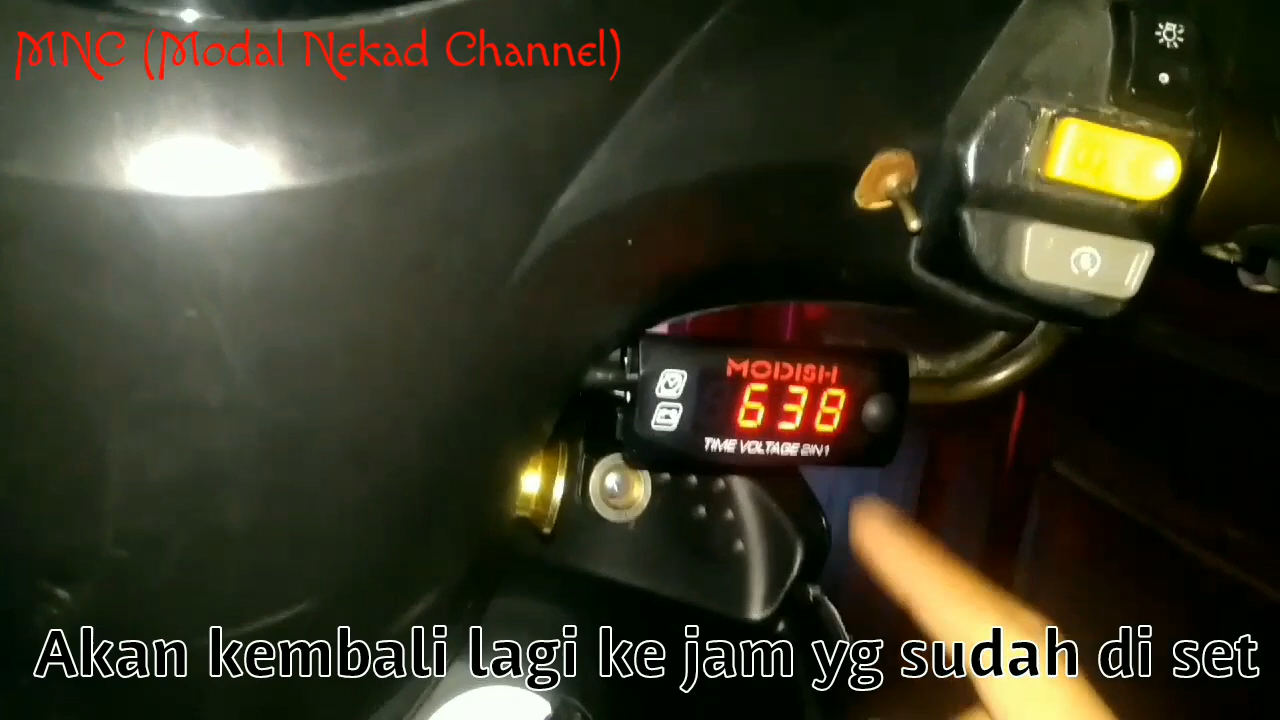 MNC (Modal Nekad Channel)
MODISH
638
TIME VOLTAGE 2IN1
Akan kembali lagi ke jam yg sudah di set